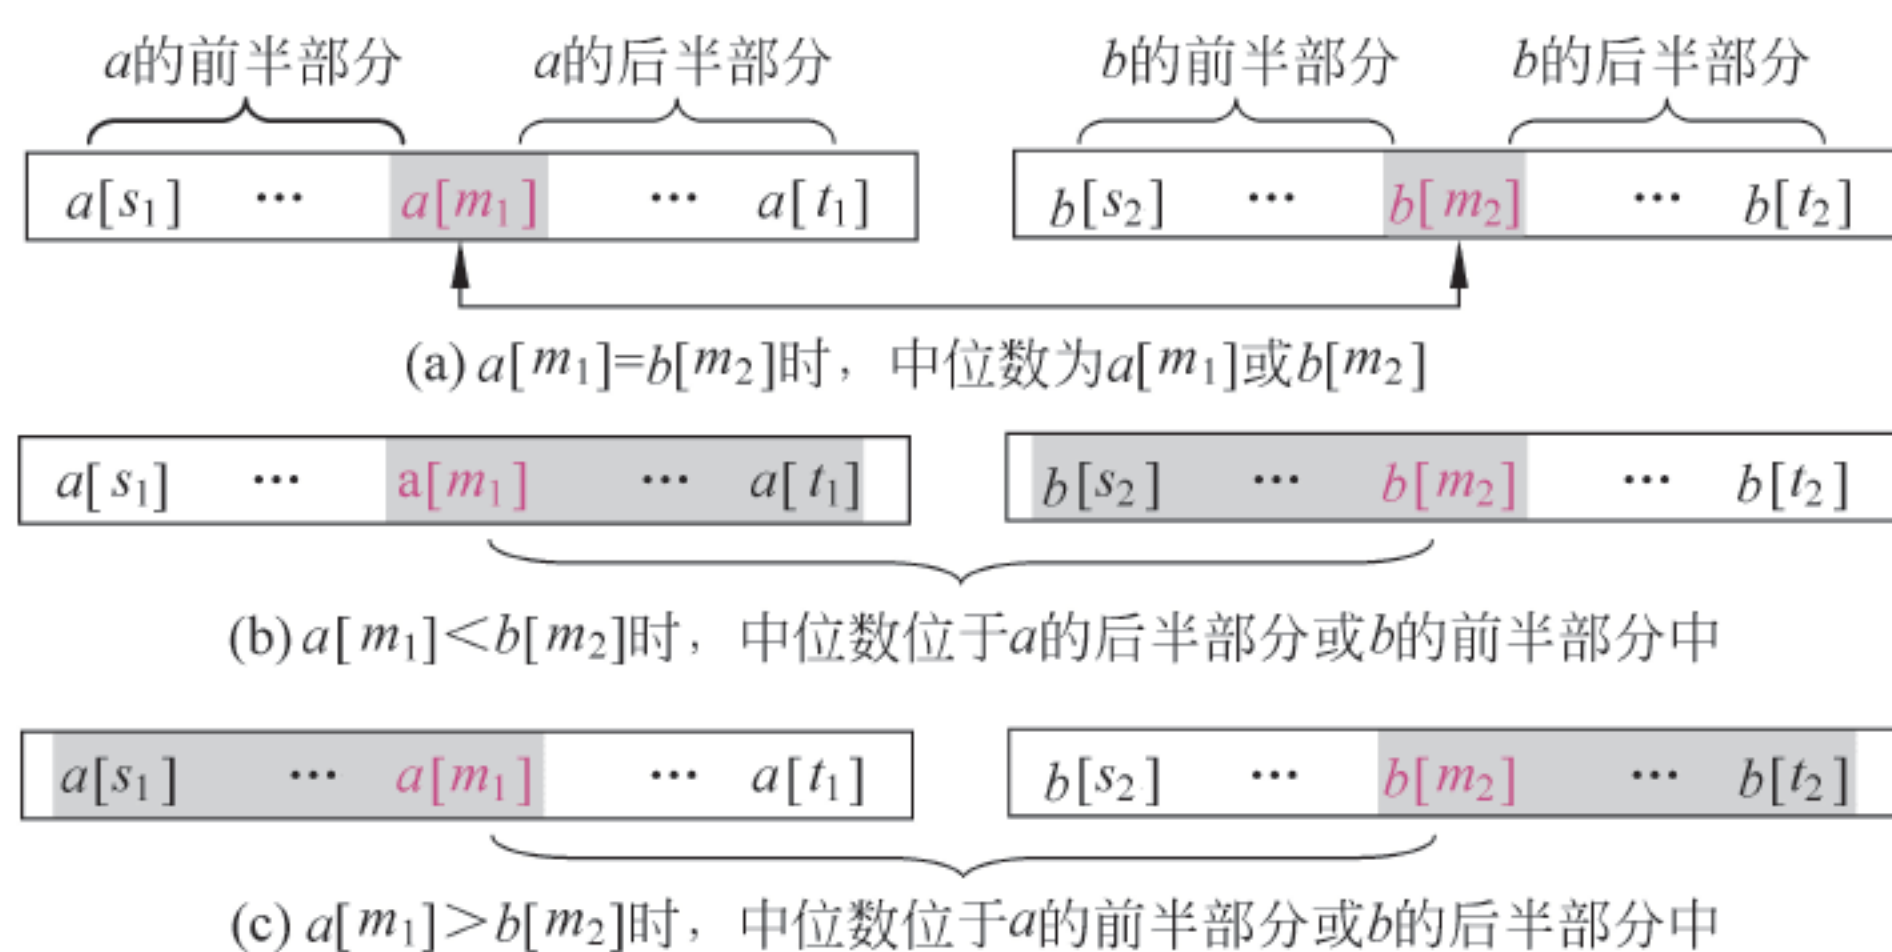 a的前半部分 a的后半部分 b的前半部分 b的后半部分
a[s₁] ··· a[m₁] ··· a[t₁] b[s₂] ··· b[m₂] ··· b[t₂]
(a) a[m₁]=b[m₂]时，中位数为a[m₁]或b[m₂]
a[s₁] ··· a[m₁] ··· a[t₁] b[s₂] ··· b[m₂] ··· b[t₂]
(b) a[m₁]<b[m₂]时，中位数位于a的后半部分或b的前半部分中
a[s₁] ··· a[m₁] ··· a[t₁] b[s₂] ··· b[m₂] ··· b[t₂]
(c) a[m₁]>b[m₂]时，中位数位于a的前半部分或b的后半部分中